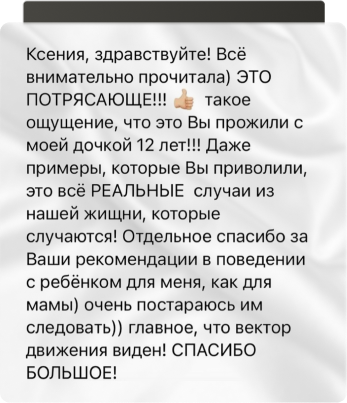 Ксения, здравствуйте! Всё
внимательно прочитала) ЭТО
ПОТРЯСАЮЩЕ!!! 👍🏼 такое
ощущение, что это Вы прожили с
моей дочкой 12 лет!!! Даже
примеры, которые Вы приволили,
это всё РЕАЛЬНЫЕ случаи из
нашей жищни, которые
случаются! Отдельное спасибо за
Ваши рекомендации в поведении
с ребёнком для меня, как для
мамы) очень постараюсь им
следовать)) главное, что вектор
движения виден! СПАСИБО
БОЛЬШОЕ!